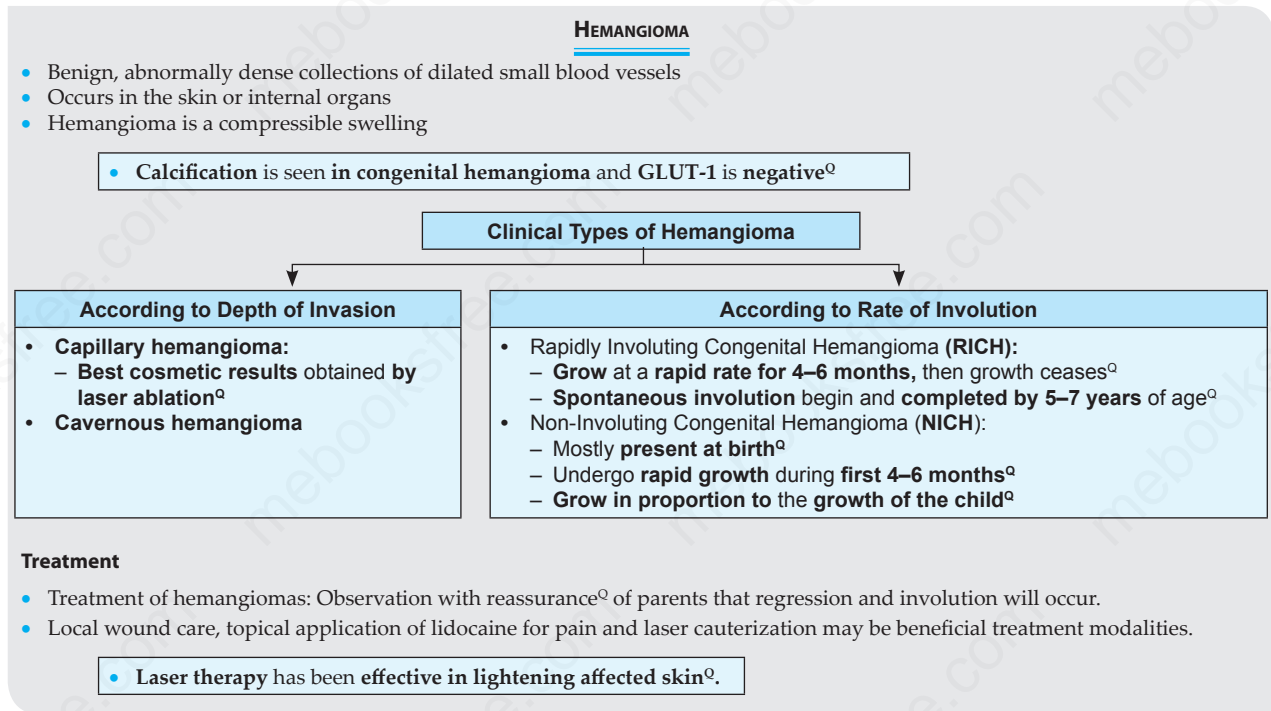 HEMANGIOMA
• Benign, abnormally dense collections of dilated small blood vessels
• Occurs in the skin or internal organs
• Hemangioma is a compressible swelling
• Calcification is seen in congenital hemangioma and GLUT-1 is negativeQ
Clinical Types of Hemangioma
According to Depth of Invasion
• Capillary hemangioma:
– Best cosmetic results obtained by
laser ablationQ
• Cavernous hemangioma
According to Rate of Involution
• Rapidly Involuting Congenital Hemangioma (RICH):
– Grow at a rapid rate for 4–6 months, then growth ceasesQ
– Spontaneous involution begin and completed by 5–7 years of ageQ
• Non-Involuting Congenital Hemangioma (NICH):
– Mostly present at birthQ
– Undergo rapid growth during first 4–6 monthsQ
– Grow in proportion to the growth of the childQ
Treatment
• Treatment of hemangiomas: Observation with reassuranceQ of parents that regression and involution will occur.
• Local wound care, topical application of lidocaine for pain and laser cauterization may be beneficial treatment modalities.
• Laser therapy has been effective in lightening affected skinQ.
mebooksfree.com